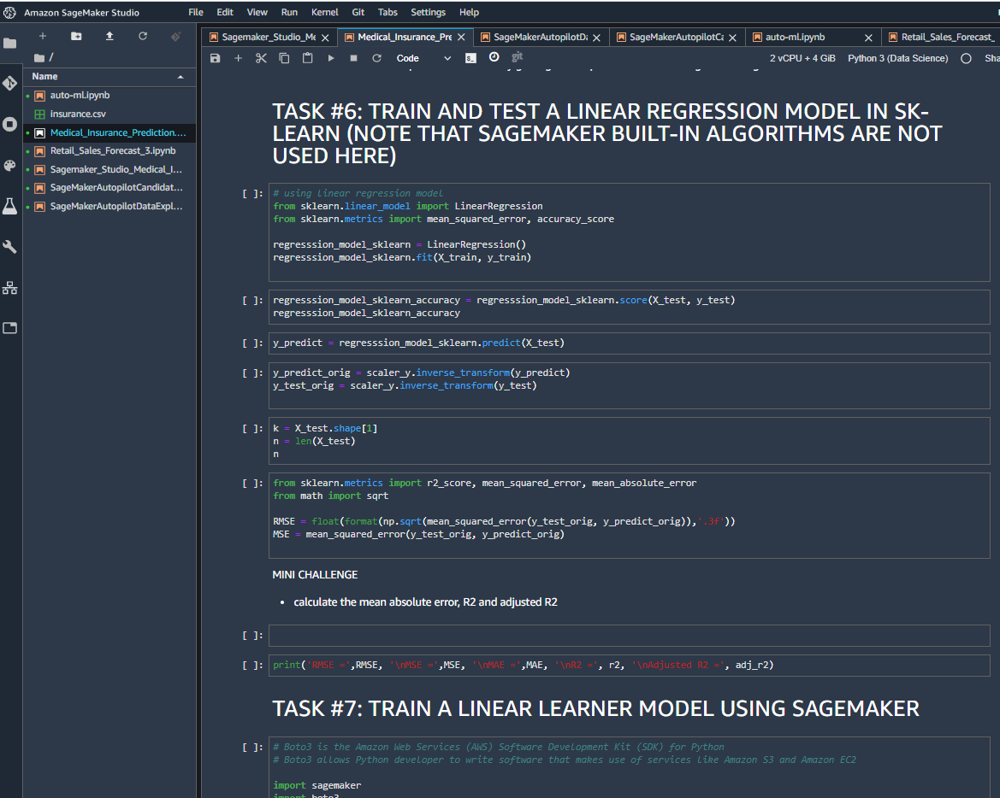 Amazon SageMaker Studio
File Edit View Run Kernel Git Tabs Settings Help
Sagemaker_Studio_Me
Medical_Insurance_Pre
SageMakerAutopilotDa
SageMakerAutopilotCa
auto-ml.ipynb
Retail_Sales_Forecast_
Code
git
2 vCPU + 4 GiB
Python 3 (Data Science)
Sha
/
Name
auto-ml.ipynb
insurance.csv
Medical_Insurance_Prediction....
Retail_Sales_Forecast_3.ipynb
Sagemaker_Studio_Medical_I...
SageMakerAutopilotCandidat...
SageMakerAutopilotDataExpl...
TASK #6: TRAIN AND TEST A LINEAR REGRESSION MODEL IN SK-
LEARN (NOTE THAT SAGEMAKER BUILT-IN ALGORITHMS ARE NOT
USED HERE)
[ ]: # using linear regression model
from sklearn.linear_model import LinearRegression
from sklearn.metrics import mean_squared_error, accuracy_score
regresssion_model_sklearn = LinearRegression()
regresssion_model_sklearn.fit(X_train, y_train)
[ ]: regresssion_model_sklearn_accuracy = regresssion_model_sklearn.score(X_test, y_test)
regresssion_model_sklearn_accuracy
[ ]: y_predict = regresssion_model_sklearn.predict(X_test)
[ ]: y_predict_orig = scaler_y.inverse_transform(y_predict)
y_test_orig = scaler_y.inverse_transform(y_test)
[ ]: k = X_test.shape[1]
n = len(X_test)
n
[ ]: from sklearn.metrics import r2_score, mean_squared_error, mean_absolute_error
from math import sqrt
RMSE = float(format(np.sqrt(mean_squared_error(y_test_orig, y_predict_orig)),'.3f'))
MSE = mean_squared_error(y_test_orig, y_predict_orig)
MINI CHALLENGE
• calculate the mean absolute error, R2 and adjusted R2
[ ]:
[ ]: print('RMSE =',RMSE, '\nMSE =',MSE, '\nMAE =',MAE, '\nR2 =', r2, '\nAdjusted R2 =', adj_r2)
TASK #7: TRAIN A LINEAR LEARNER MODEL USING SAGEMAKER
[ ]: # Boto3 is the Amazon Web Services (AWS) Software Development Kit (SDK) for Python
# Boto3 allows Python developer to write software that makes use of services like Amazon S3 and Amazon EC2
import sagemaker
import boto3